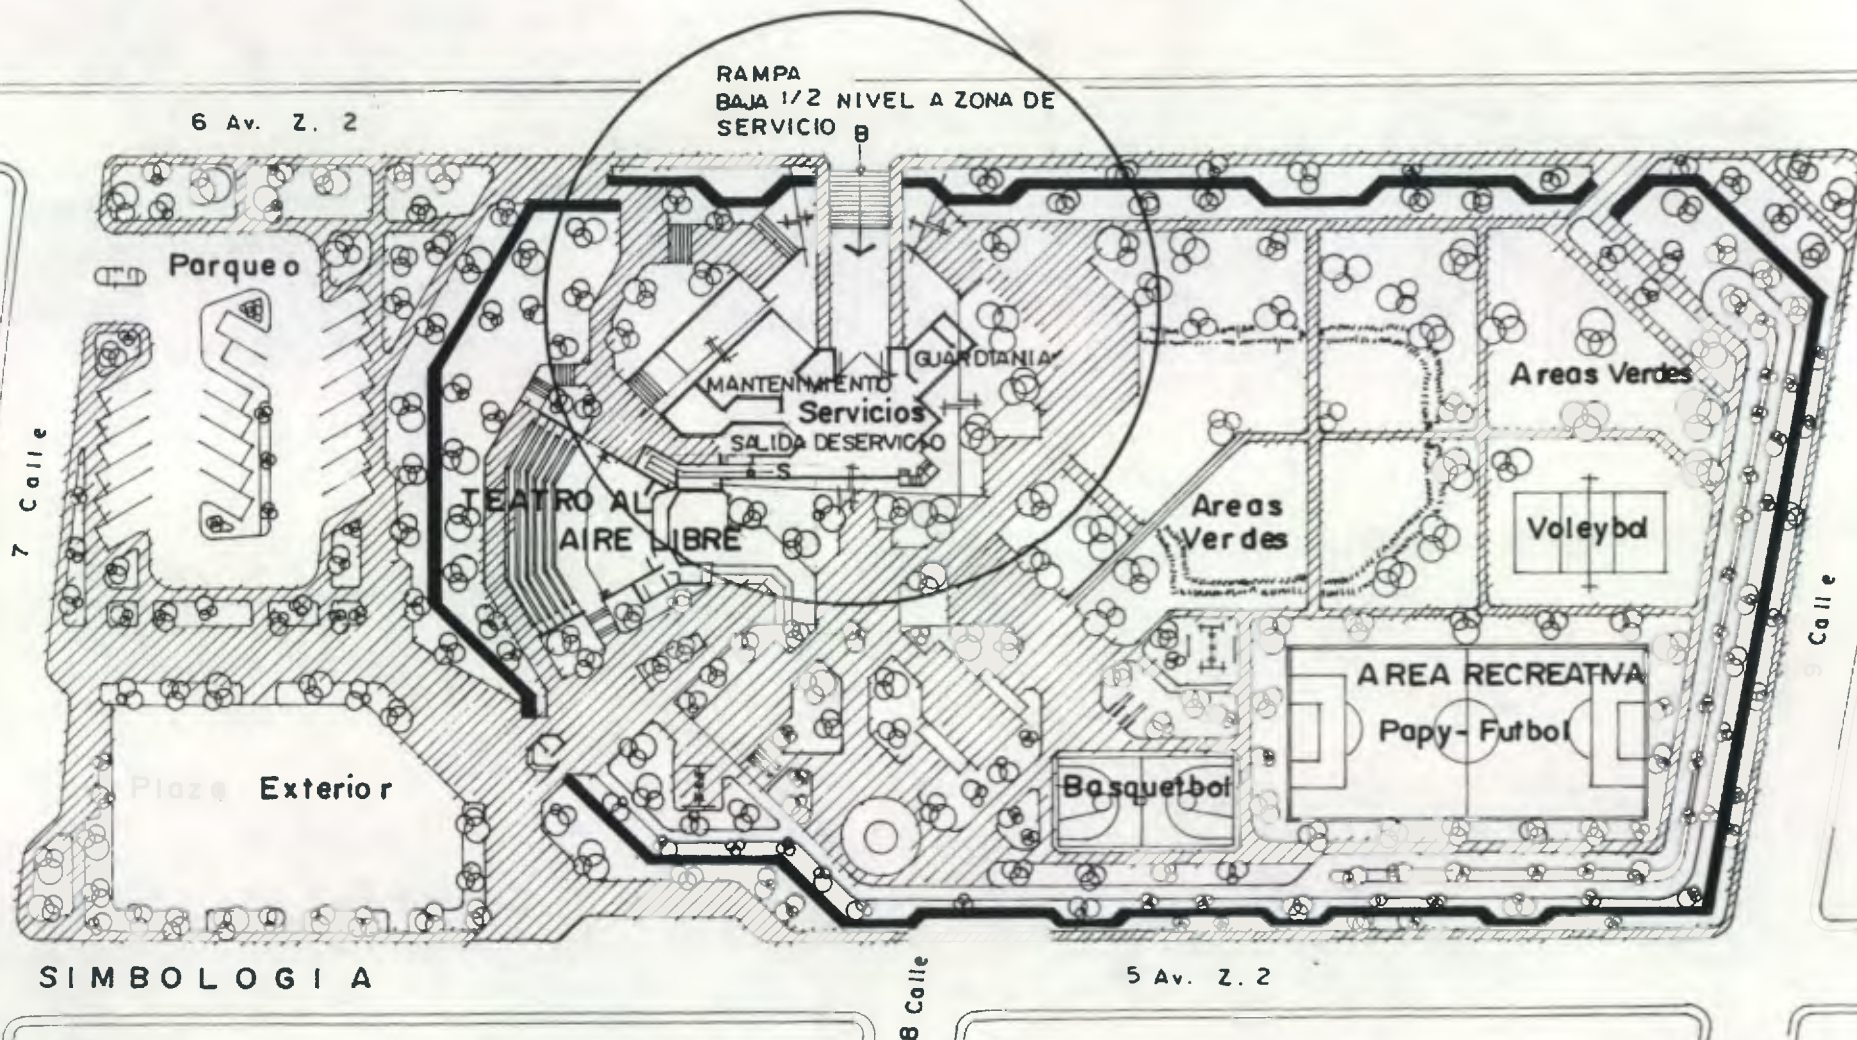 RAMPA
BAJA 1/2 NIVEL A ZONA DE
SERVICIO B
6 Av. Z. 2
Parqueo
GUARDIANIA
MANTENIMIENTO
Servicios
SALIDA DE SERVICIO
S
TEATRO AL
AIRE LIBRE
Areas Verdes
Areas
Verdes
Voleybol
7 Calle
9 Calle
AREA RECREATIVA
Papy-Futbol
Basquetbol
Plaza Exterior
SIMBOLOGIA
8 Calle
5 Av. Z. 2